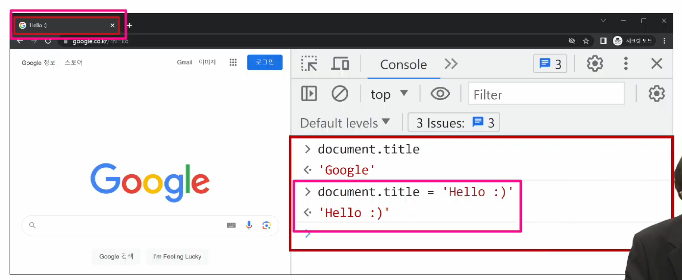 Hello :)
google.co.kr
Google 정보 스토어
Gmail 이미지
로그인
Google
Google 검색 I'm Feeling Lucky
Console 3
top Filter
Default levels 3 Issues: 3
> document.title
'Google'
> document.title = 'Hello :)'
'Hello :)'
>